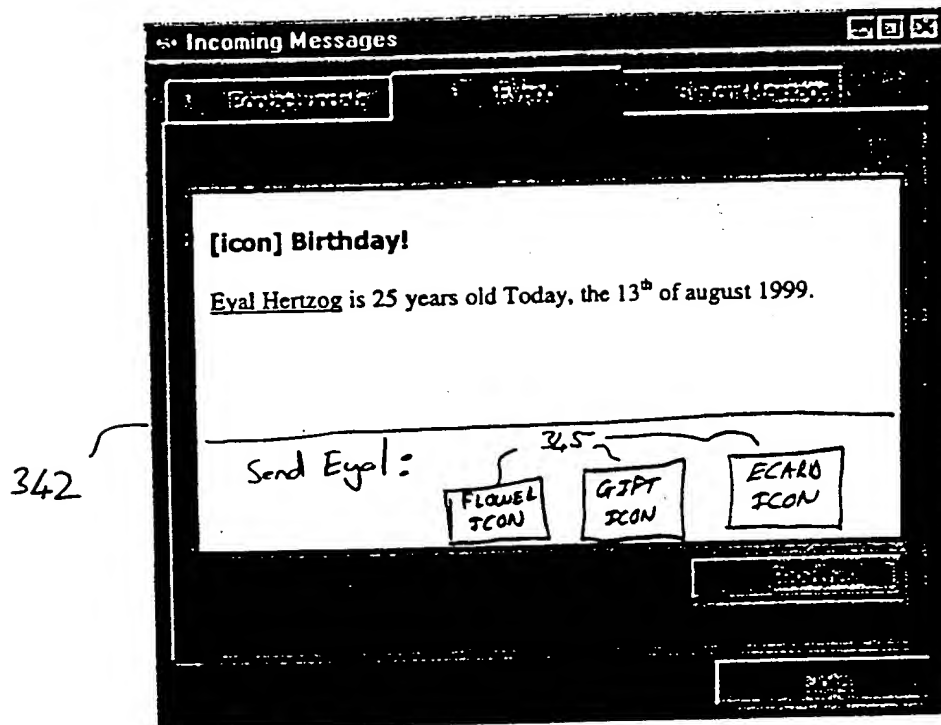 Incoming Messages
[icon] Birthday!
Eyal Hertzog is 25 years old Today, the 13th of august 1999.
342
Send Eyal:
345
FLOWER
ICON
GIFT
ICON
ECARD
ICON